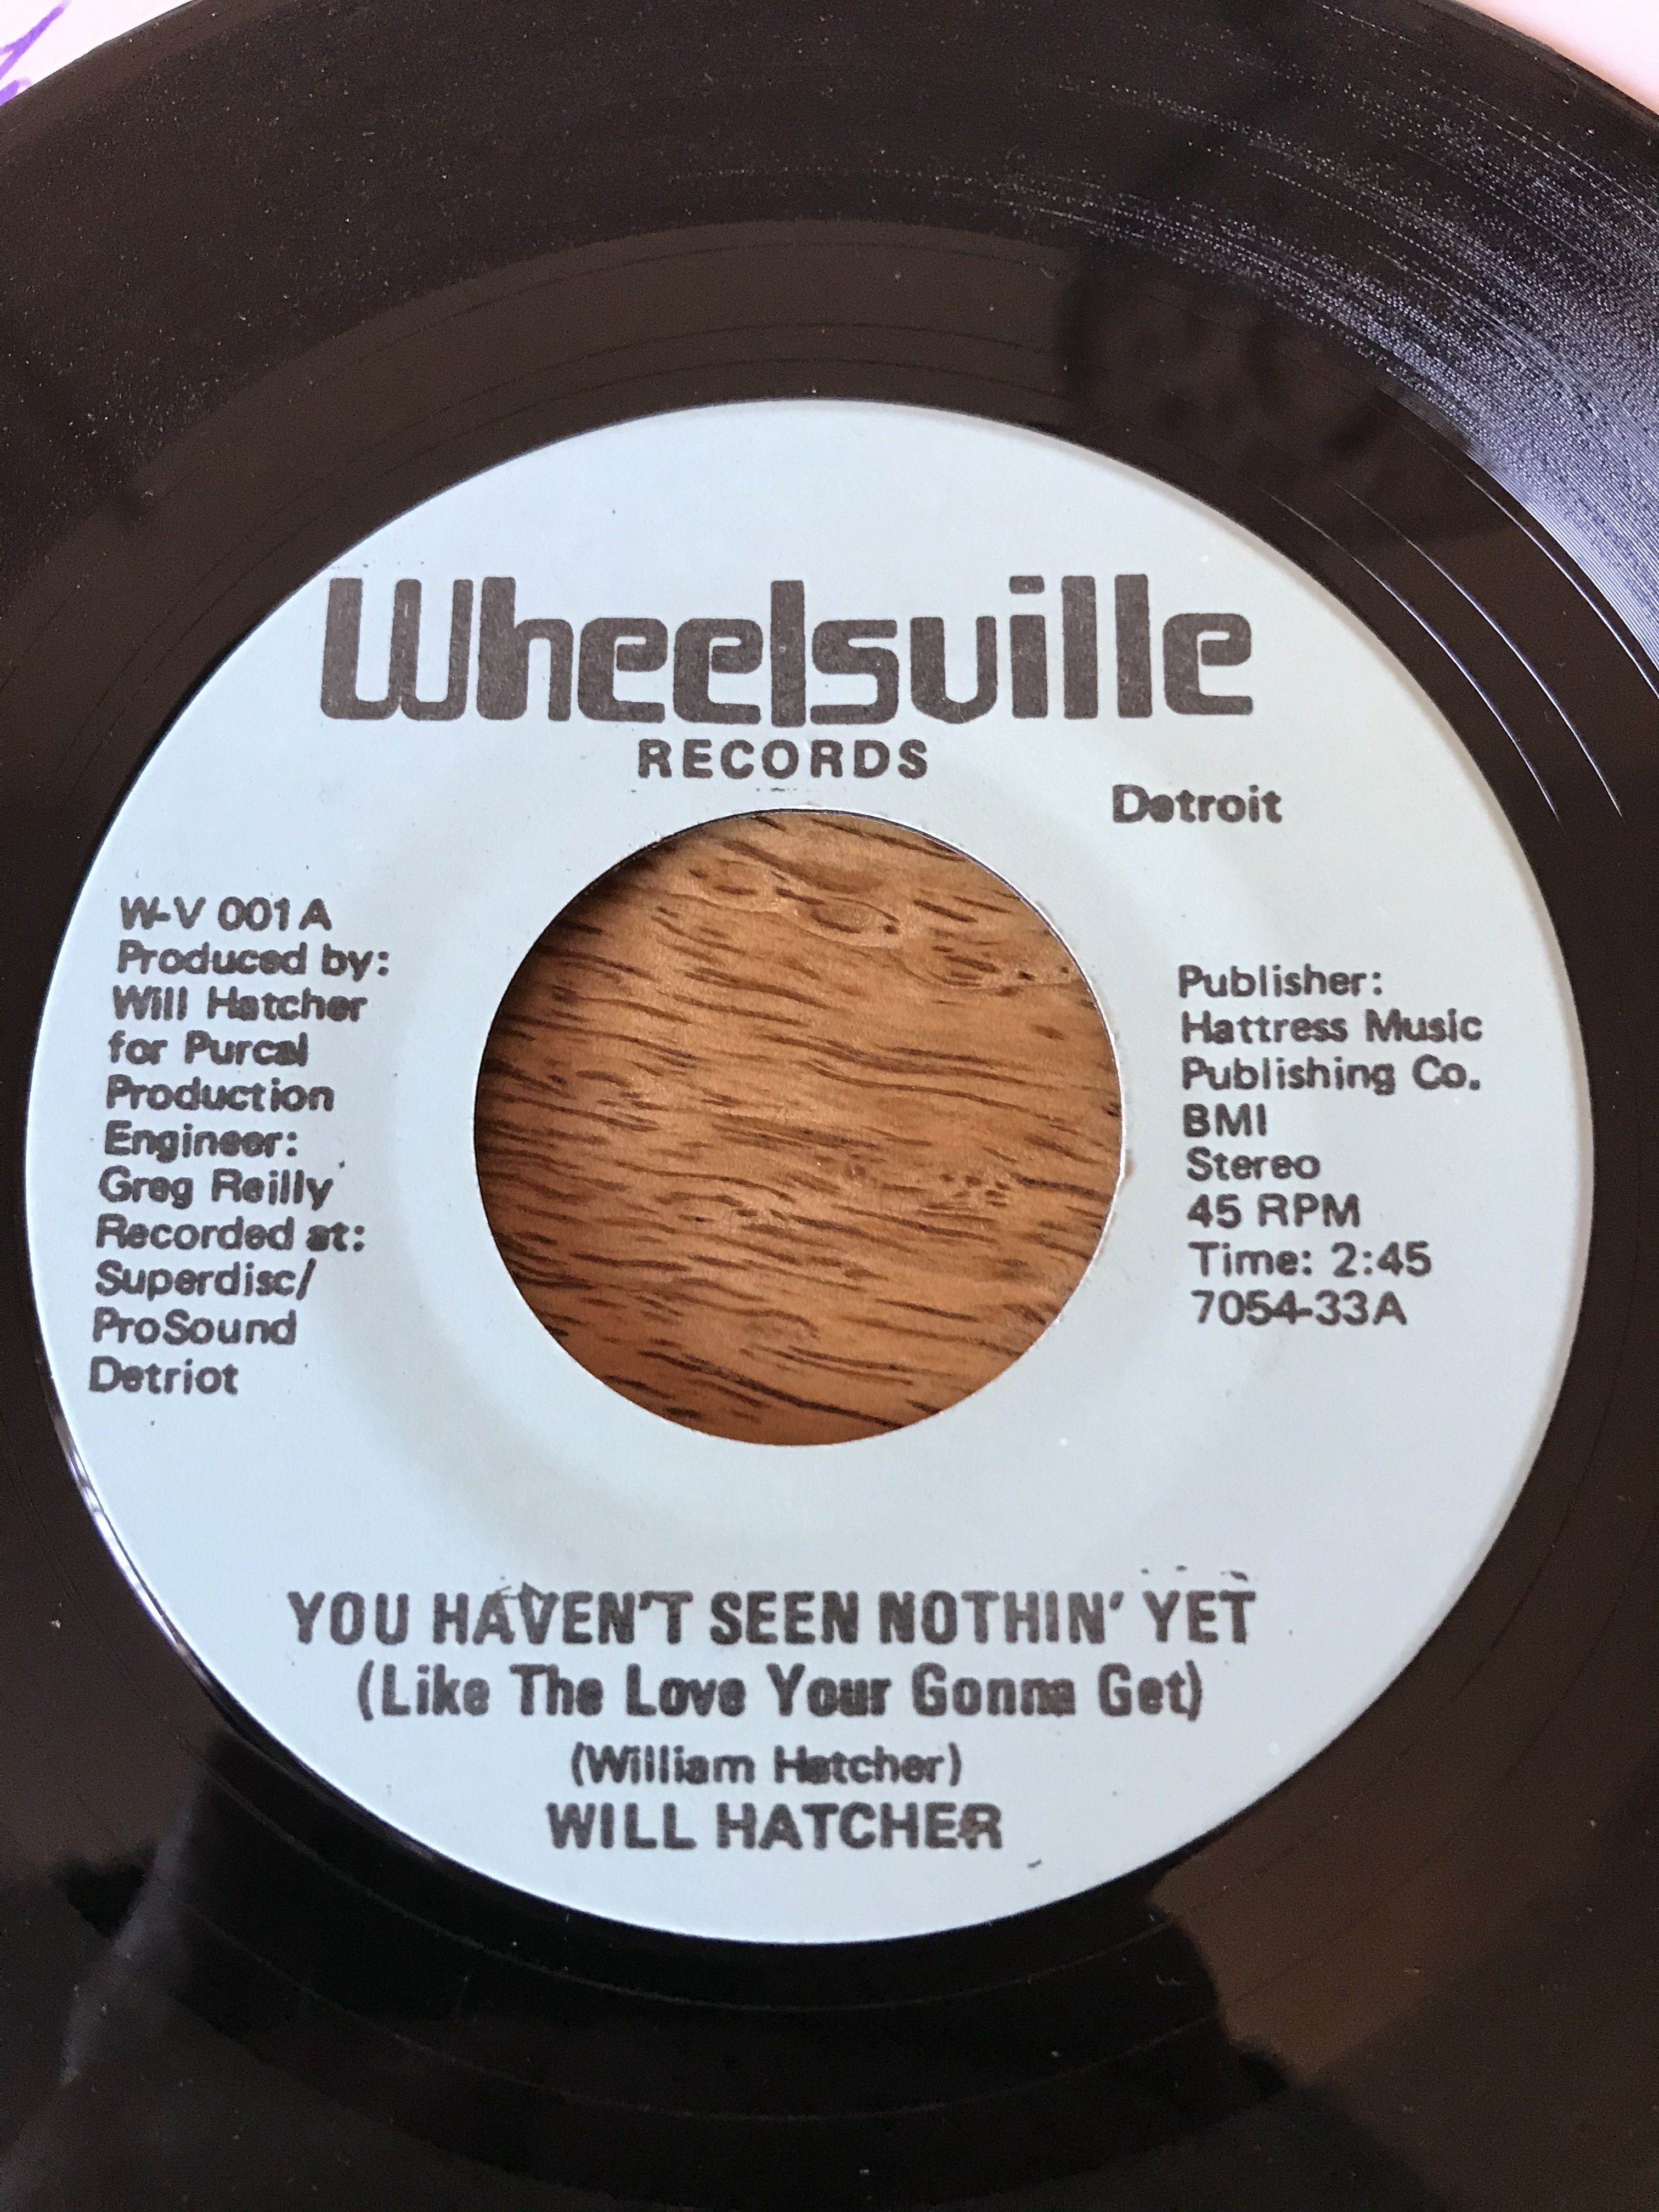 Wheelsville
RECORDS
Detroit
W-V 001A
Produced by:
Will Hatcher
for Purcal
Production
Engineer:
Greg Reilly
Recorded at:
Superdisc/
ProSound
Detriot
Publisher:
Hattress Music
Publishing Co.
BMI
Stereo
45 RPM
Time: 2:45
7054-33A
YOU HAVEN'T SEEN NOTHIN' YET
(Like The Love Your Gonna Get)
(William Hatcher)
WILL HATCHER